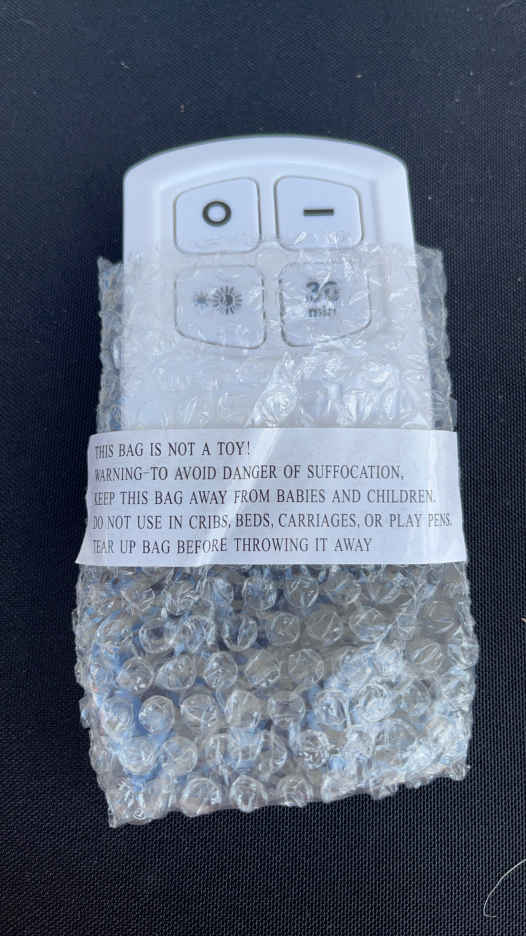 30
min
THIS BAG IS NOT A TOY!
WARNING-TO AVOID DANGER OF SUFFOCATION,
KEEP THIS BAG AWAY FROM BABIES AND CHILDREN.
DO NOT USE IN CRIBS, BEDS, CARRIAGES, OR PLAY PENS.
TEAR UP BAG BEFORE THROWING IT AWAY